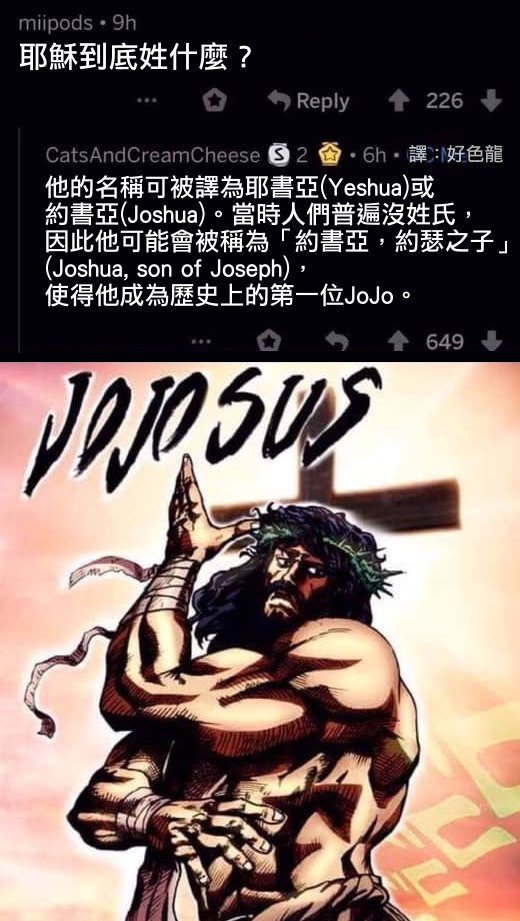 miipods • 9h
耶穌到底姓什麼？
Reply 226
CatsAndCreamCheese S 2 • 6h • 譯：好色龍
他的名稱可被譯為耶書亞(Yeshua)或
約書亞(Joshua)。當時人們普遍沒姓氏，
因此他可能會被稱為「約書亞，約瑟之子」
(Joshua, son of Joseph)，
使得他成為歷史上的第一位JoJo。
649
JOJOSUS